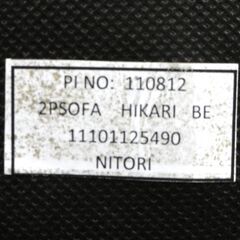 PI NO: 110812
2PSOFA HIKARI BE
11101125490
NITORI